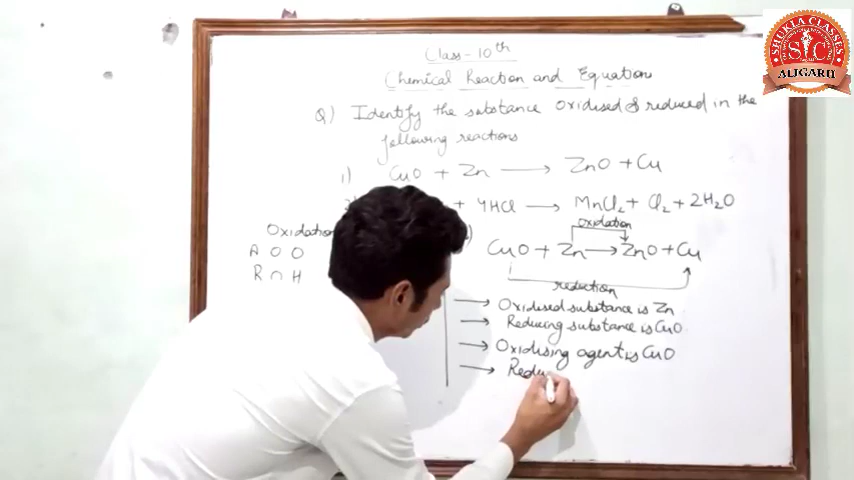 SHUKLA CLASSES
SC
ALIGARH
Class - 10th
Chemical Reaction and Equation
Q) Identify the substance oxidised & reduced in the
following reactions
1) CuO + Zn → ZnO + Cu
+ 4HCl → MnCl₂ + Cl₂ + 2H₂O
Oxidation
A O O
R n H
oxidation
CuO + Zn → ZnO + Cu
reduction
→ Oxidised substance is Zn
→ Reducing substance is CuO
→ Oxidising agent is CuO
→ Redu